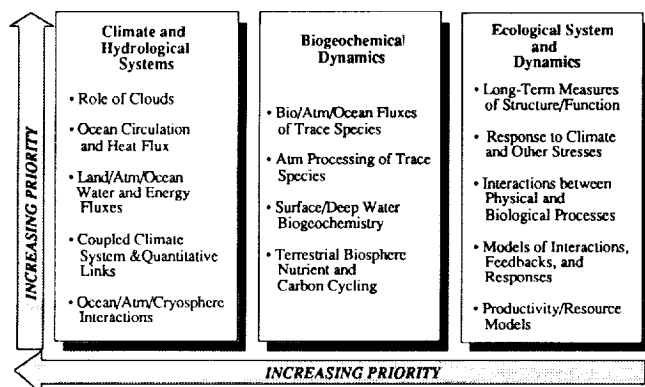 INCREASING PRIORITY
Climate and
Hydrological
Systems
• Role of Clouds
• Ocean Circulation
and Heat Flux
• Land/Atm/Ocean
Water and Energy
Fluxes
• Coupled Climate
System &Quantitative
Links
• Ocean/Atm/Cryosphere
Interactions
Biogeochemical
Dynamics
• Bio/Atm/Ocean Fluxes
of Trace Species
• Atm Processing of Trace
Species
• Surface/Deep Water
Biogeochemistry
• Terrestrial Biosphere
Nutrient and
Carbon Cycling
Ecological System
and
Dynamics
• Long-Term Measures
of Structure/Function
• Response to Climate
and Other Stresses
• Interactions between
Physical and
Biological Processes
• Models of Interactions,
Feedbacks, and
Responses
• Productivity/Resource
Models
INCREASING PRIORITY